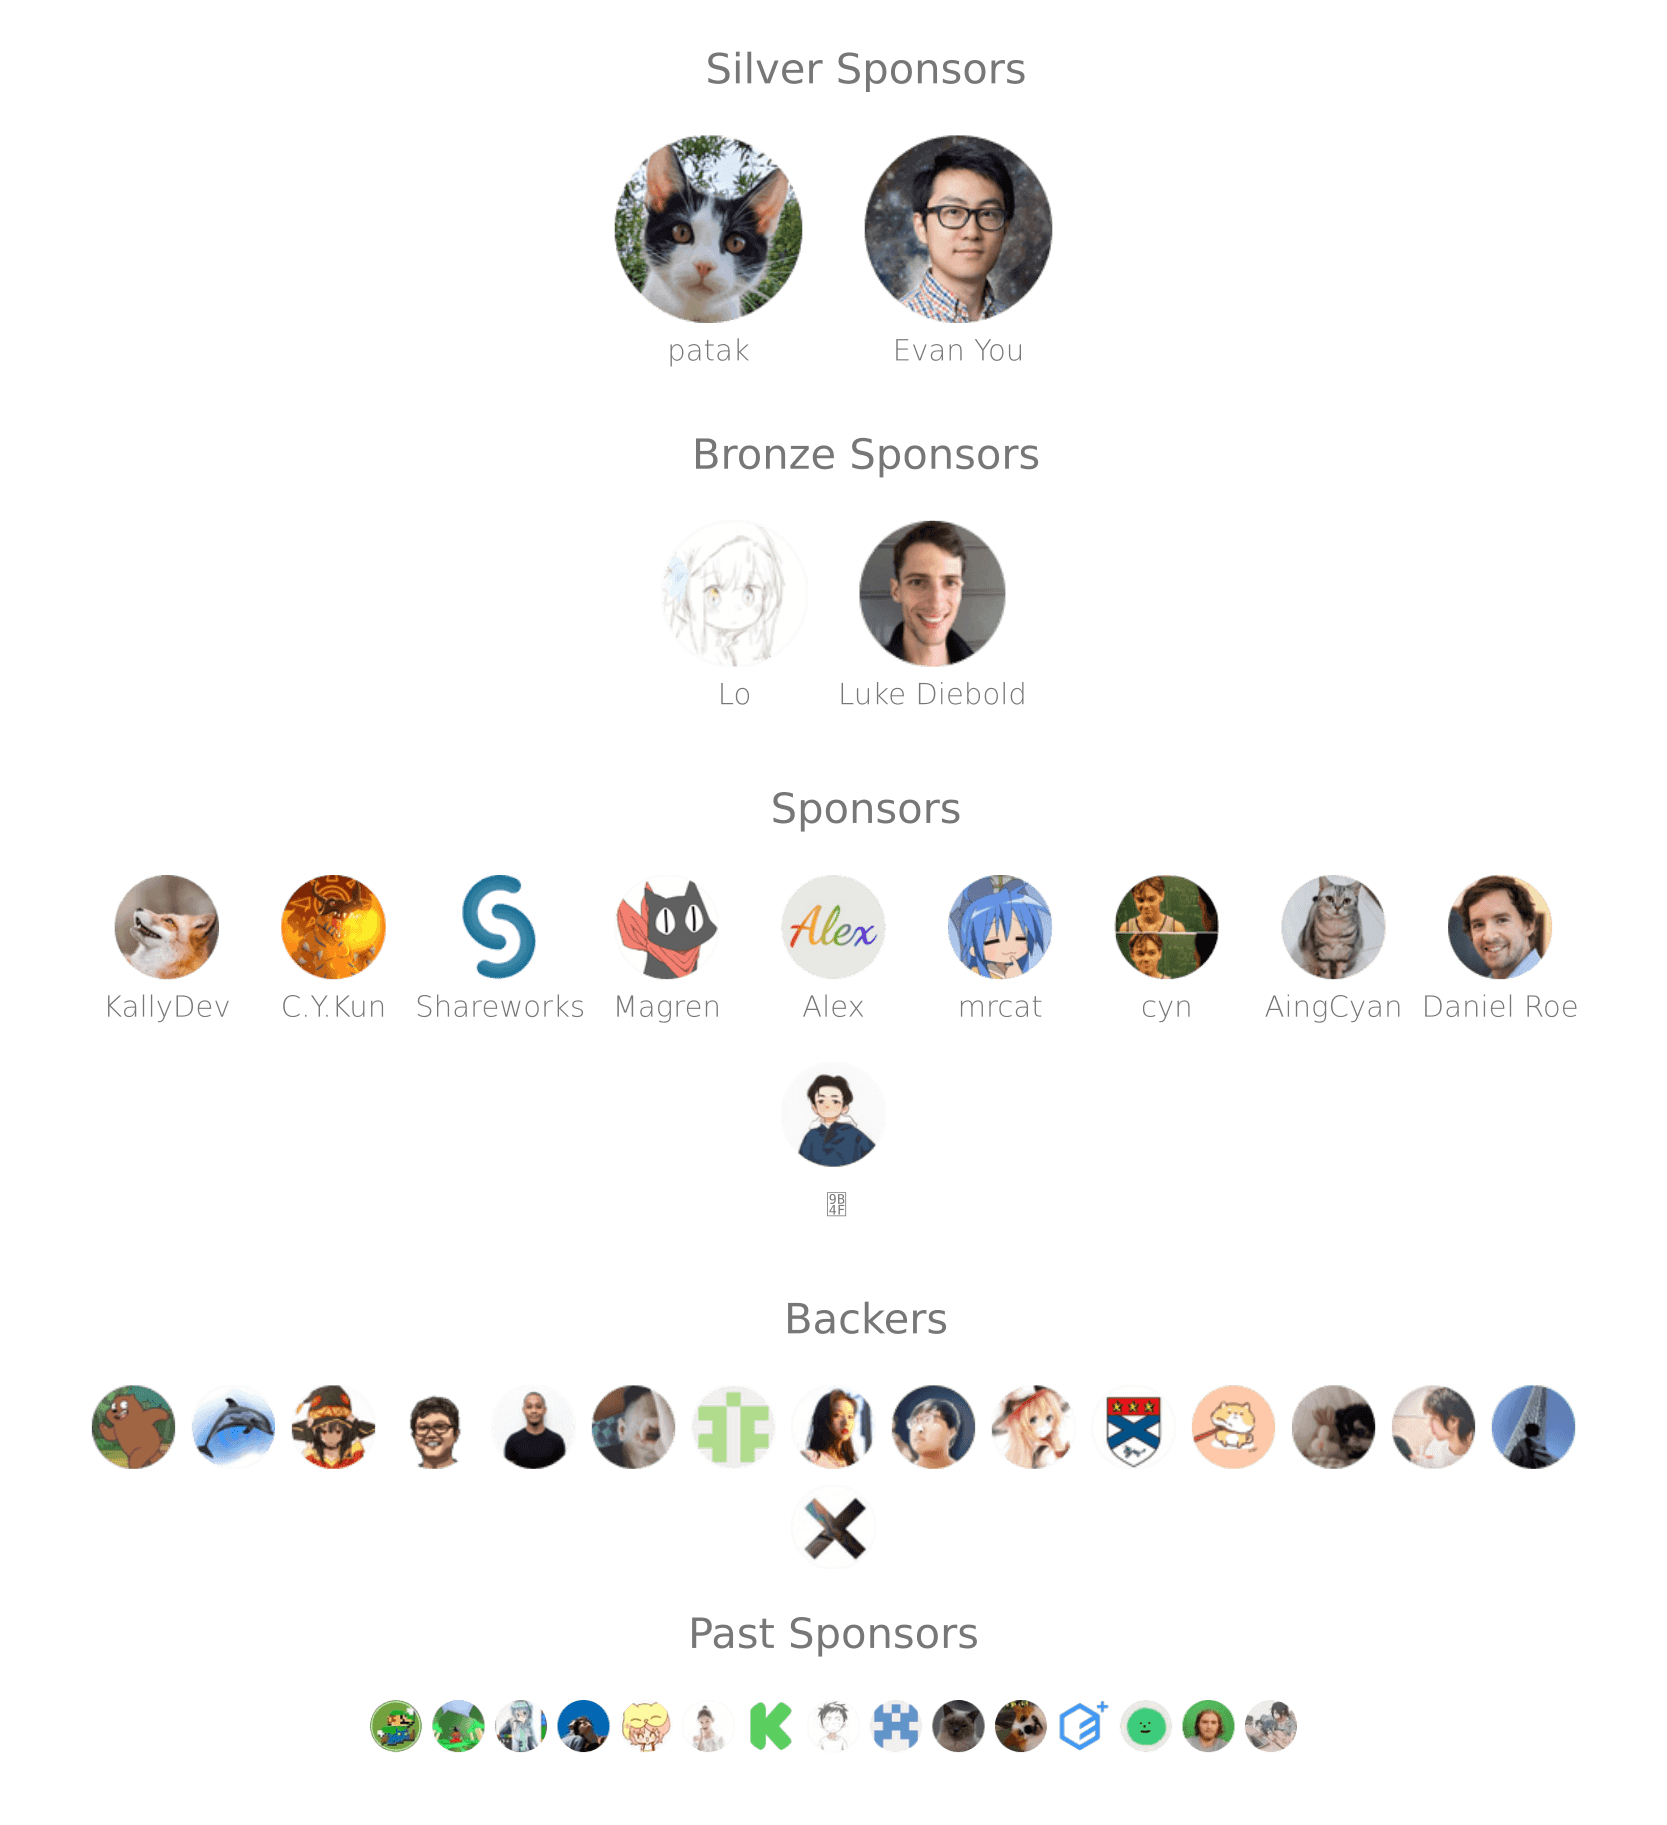 Silver Sponsors
patak
Evan You
Bronze Sponsors
Lo
Luke Diebold
Sponsors
Alex
KallyDev
C.Y.Kun
Shareworks
Magren
Alex
mrcat
cyn
AingCyan
Daniel Roe
Backers
Past Sponsors